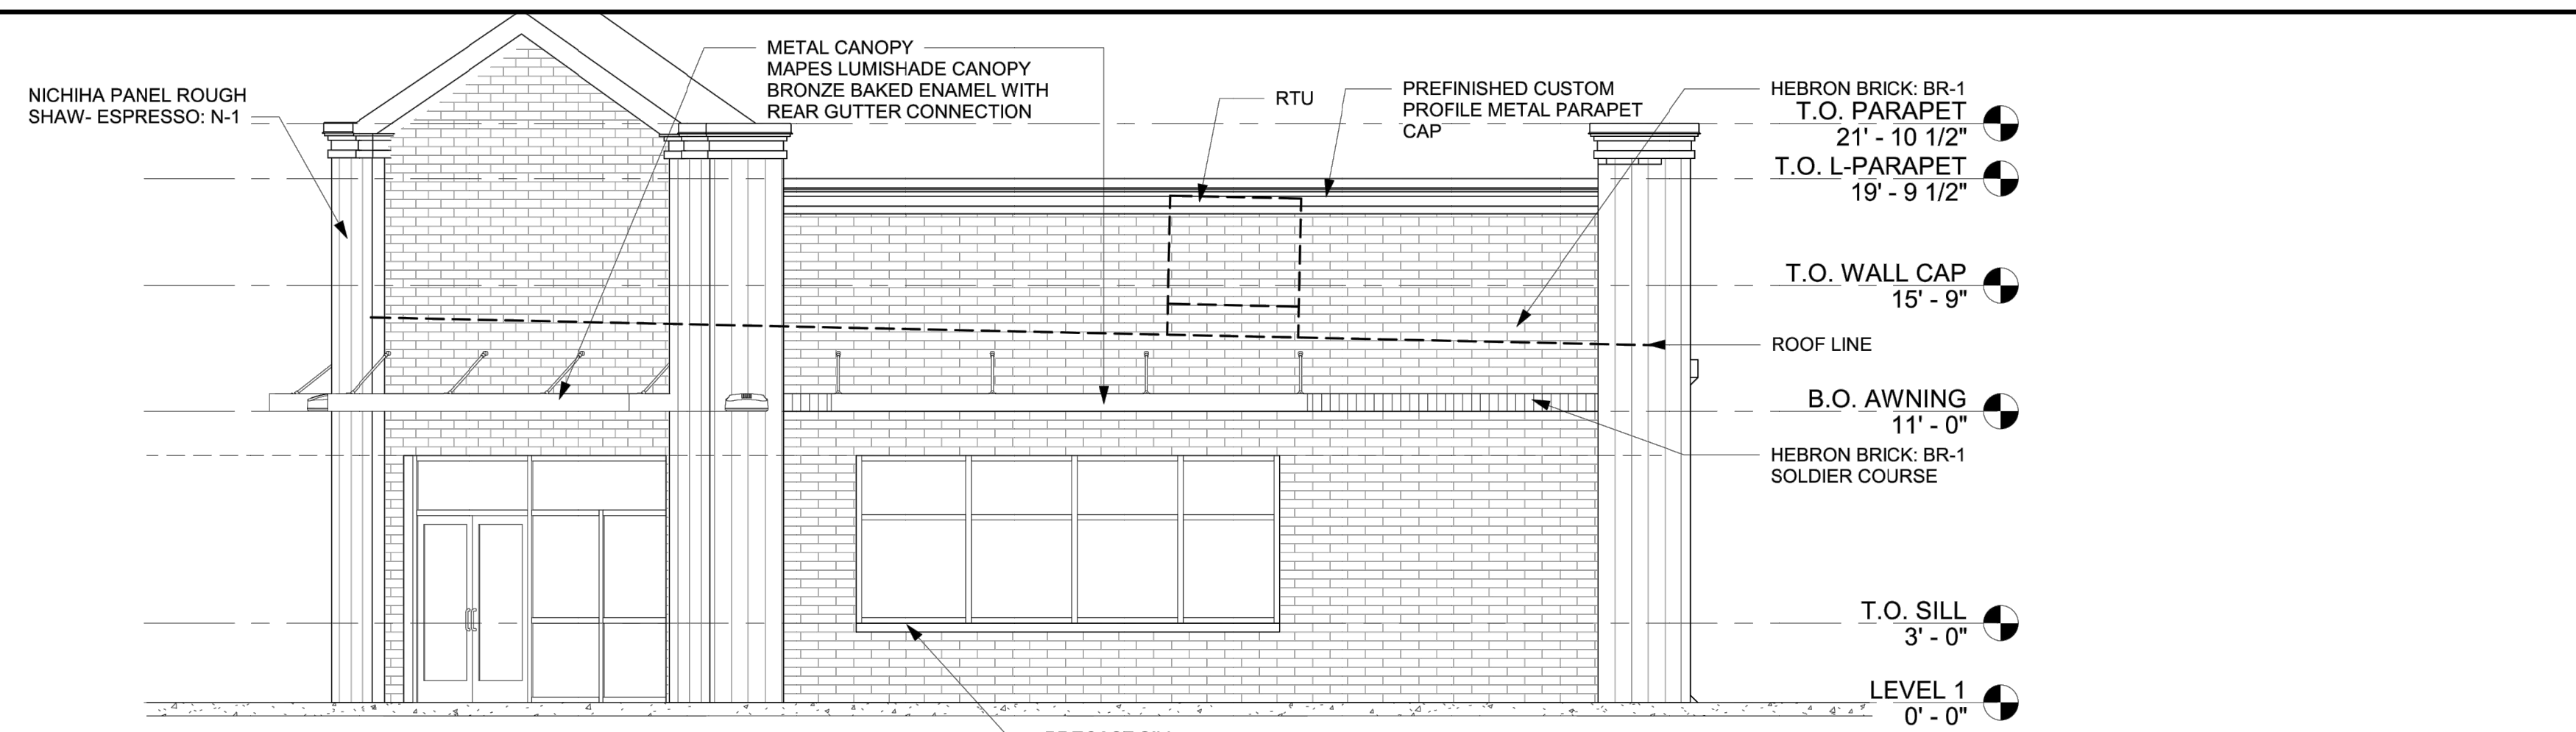 METAL CANOPY
MAPES LUMISHADE CANOPY
BRONZE BAKED ENAMEL WITH
REAR GUTTER CONNECTION
NICHIHA PANEL ROUGH
SHAW- ESPRESSO: N-1
RTU
PREFINISHED CUSTOM
PROFILE METAL PARAPET
CAP
HEBRON BRICK: BR-1
T.O. PARAPET
21' - 10 1/2"
T.O. L-PARAPET
19' - 9 1/2"
T.O. WALL CAP
15' - 9"
ROOF LINE
B.O. AWNING
11' - 0"
HEBRON BRICK: BR-1
SOLDIER COURSE
T.O. SILL
3' - 0"
LEVEL 1
0' - 0"